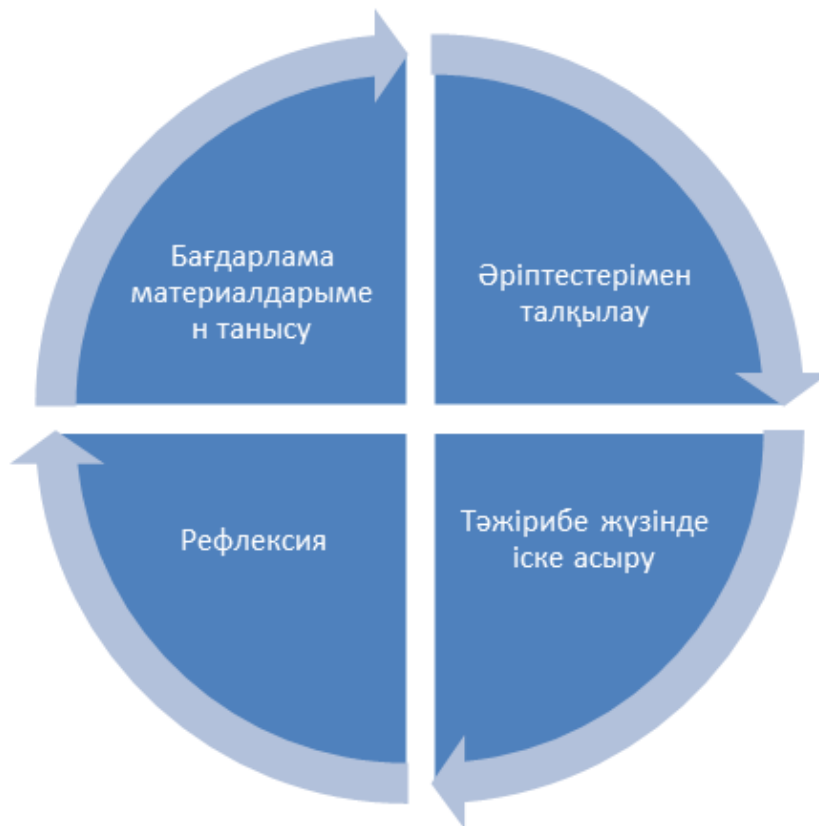 Бағдарлама
материалдарыме
н танысу
Әріптестерімен
талқылау
Рефлексия
Тәжірибе жүзінде
іске асыру